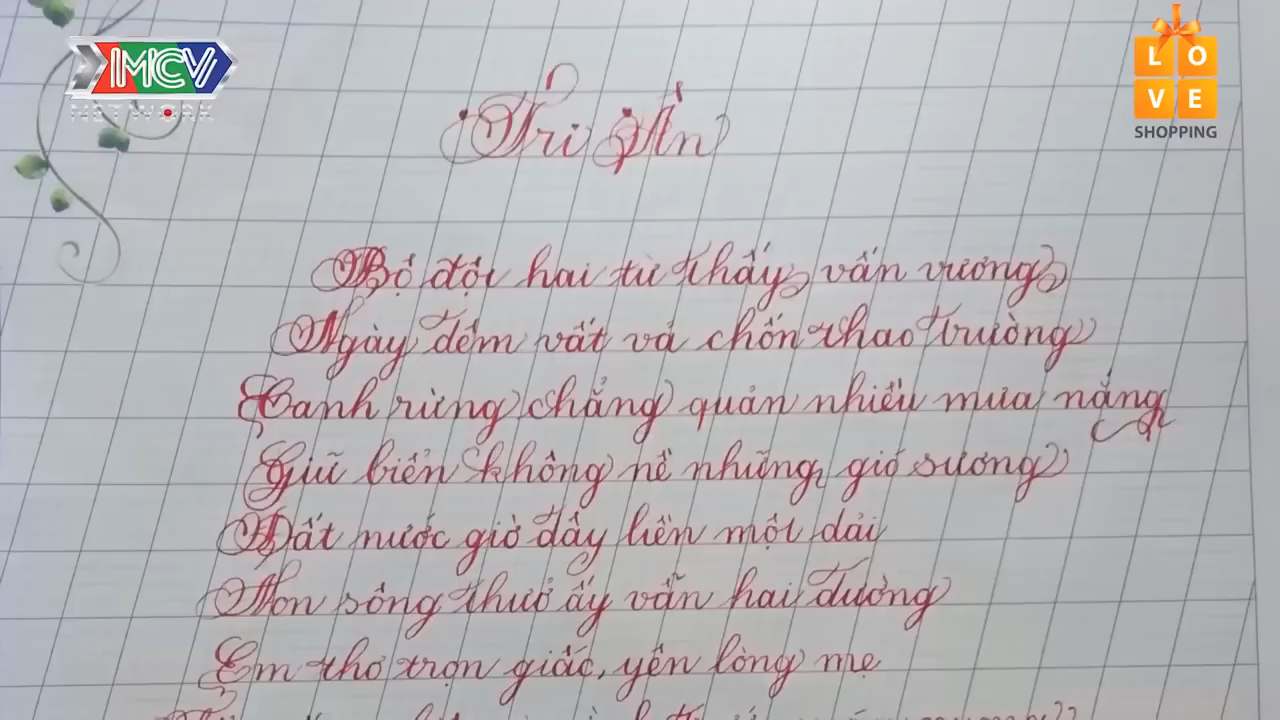 MCV
NETWORK
LOVE
SHOPPING
Tri Ân
Bộ đội hai từ thấy vấn vương
Ngày đêm vất vả chốn thao trường
Canh rừng chẳng quản nhiều mưa nắng
Giữ biển không nề những gió sương
Đất nước giờ đây liền một dải
Non sông thuở ấy vẫn hai đường
Em thơ trọn giấc, yên lòng mẹ